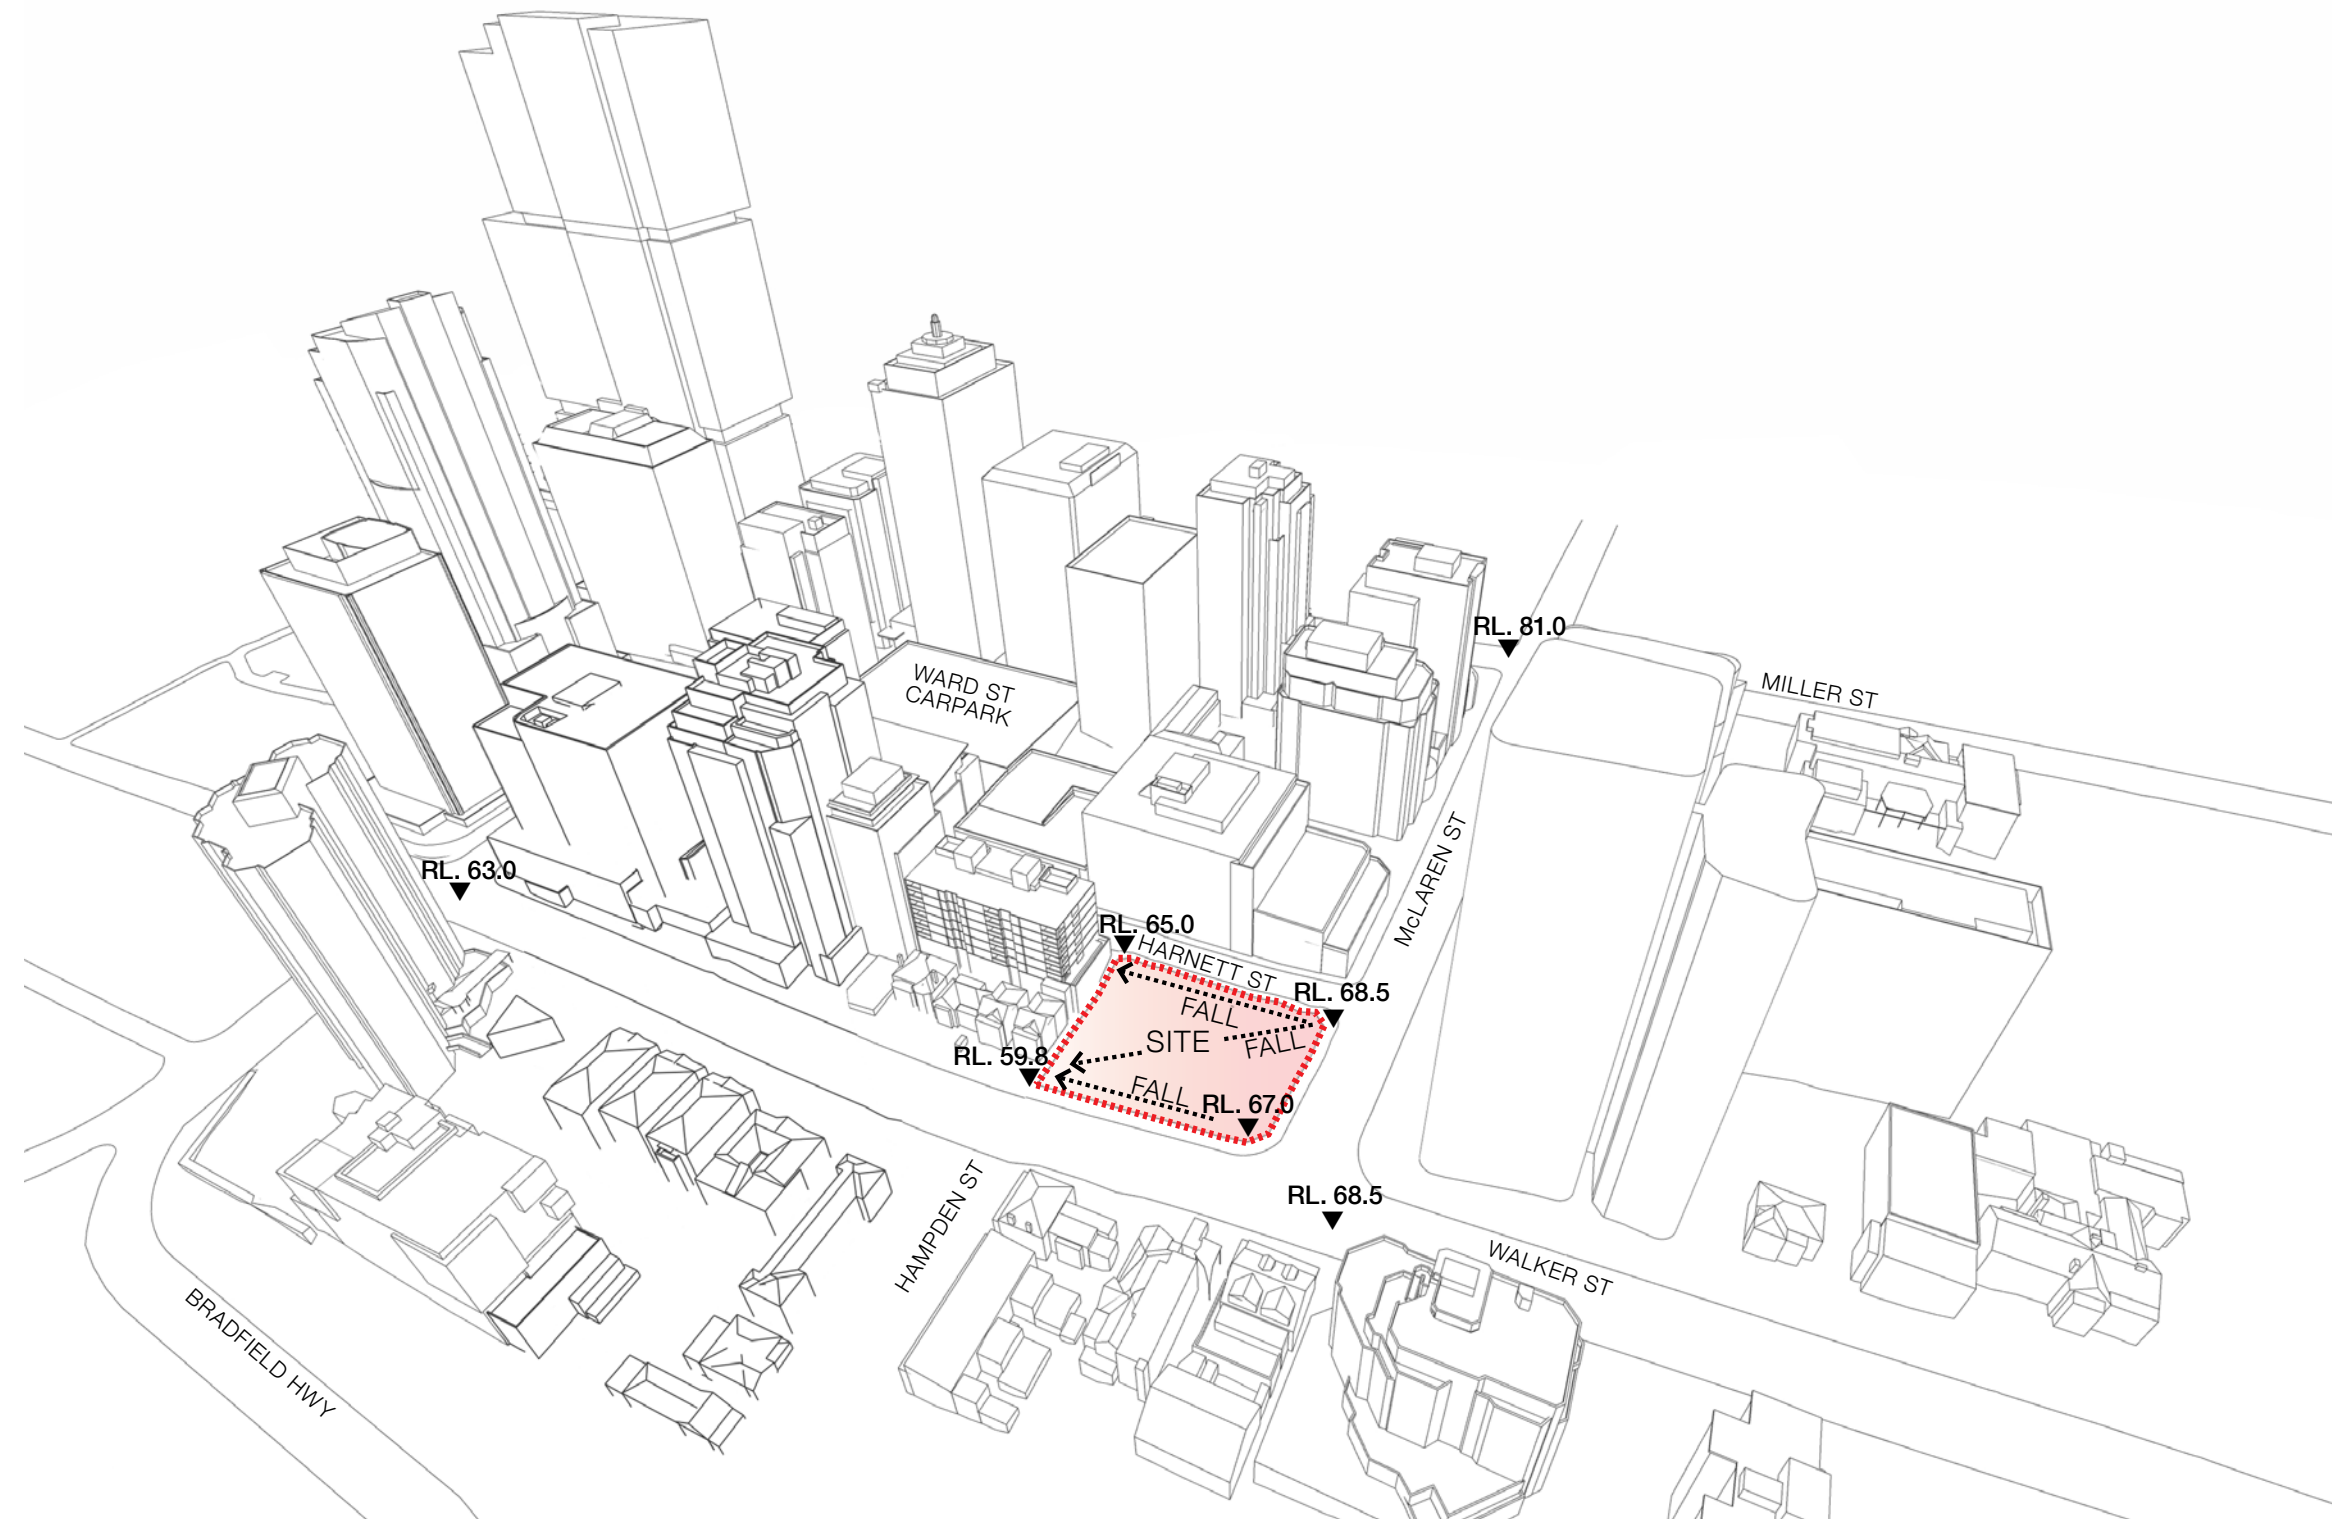 RL. 81.0
MILLER ST
WARD ST
CARPARK
McLAREN ST
RL. 63.0
RL. 65.0
HARNETT ST
RL. 68.5
FALL
SITE
FALL
RL. 59.8
FALL
RL. 67.0
HAMPDEN ST
RL. 68.5
WALKER ST
BRADFIELD HWY